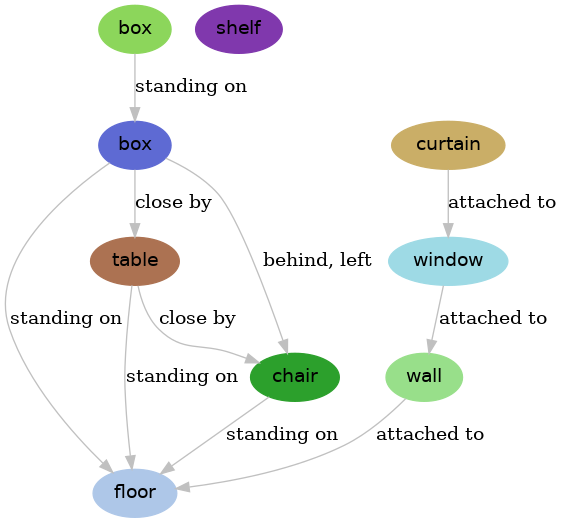 box
shelf
standing on
box
curtain
close by
attached to
table
behind, left
window
standing on
close by
attached to
standing on
chair
wall
standing on
attached to
floor